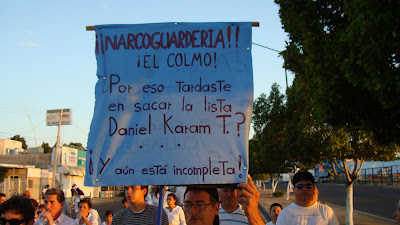 ¡¡NARCOGUARDERIA!!
¡EL COLMO!
Por eso Tardaste
en sacar la lista
Daniel Karam T.?
. . . .
¡Y aún está incompleta!